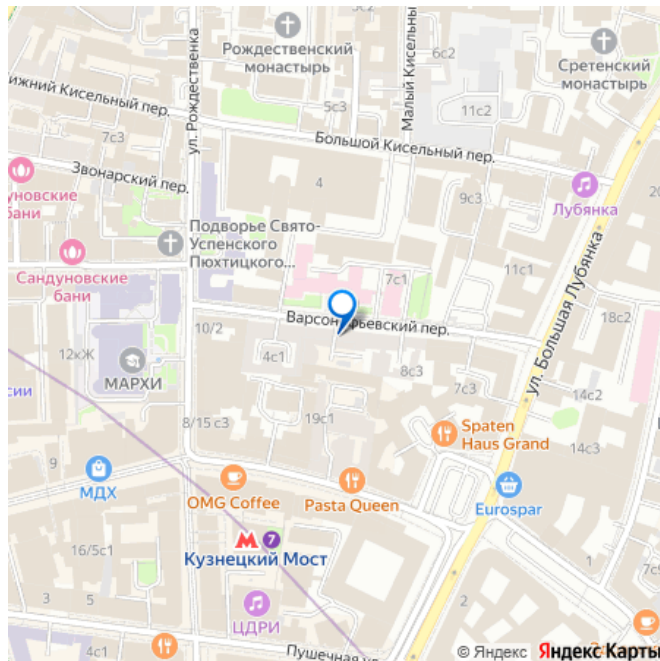 Рождественский
монастырь
6с2
Малый Кисельный
Сретенский
монастырь
ул. Рождественка
5с3
11с2
Кисельный пер.
7с3
Большой Кисельный пер.
Звонарский пер.
4
9с3
Лубянка
бани
Подворье Свято-
Успенского
Пюхтицкого...
Сандуновские
бани
7с1
11с1
ул. Большая Лубянка
18с2
10/2
пер.
12кЖ
МАРХИ
4с1
8с3
7с3
14с2
8/15 с3
19с1
Spaten
Haus Grand
14с3
9
МДХ
OMG Coffee
Pasta Queen
Eurospar
16/5с1
7
Кузнецкий Мост
1
3
5
ЦДРИ
2
4с1
Пушечная
© Яндекс
Яндекс Карты